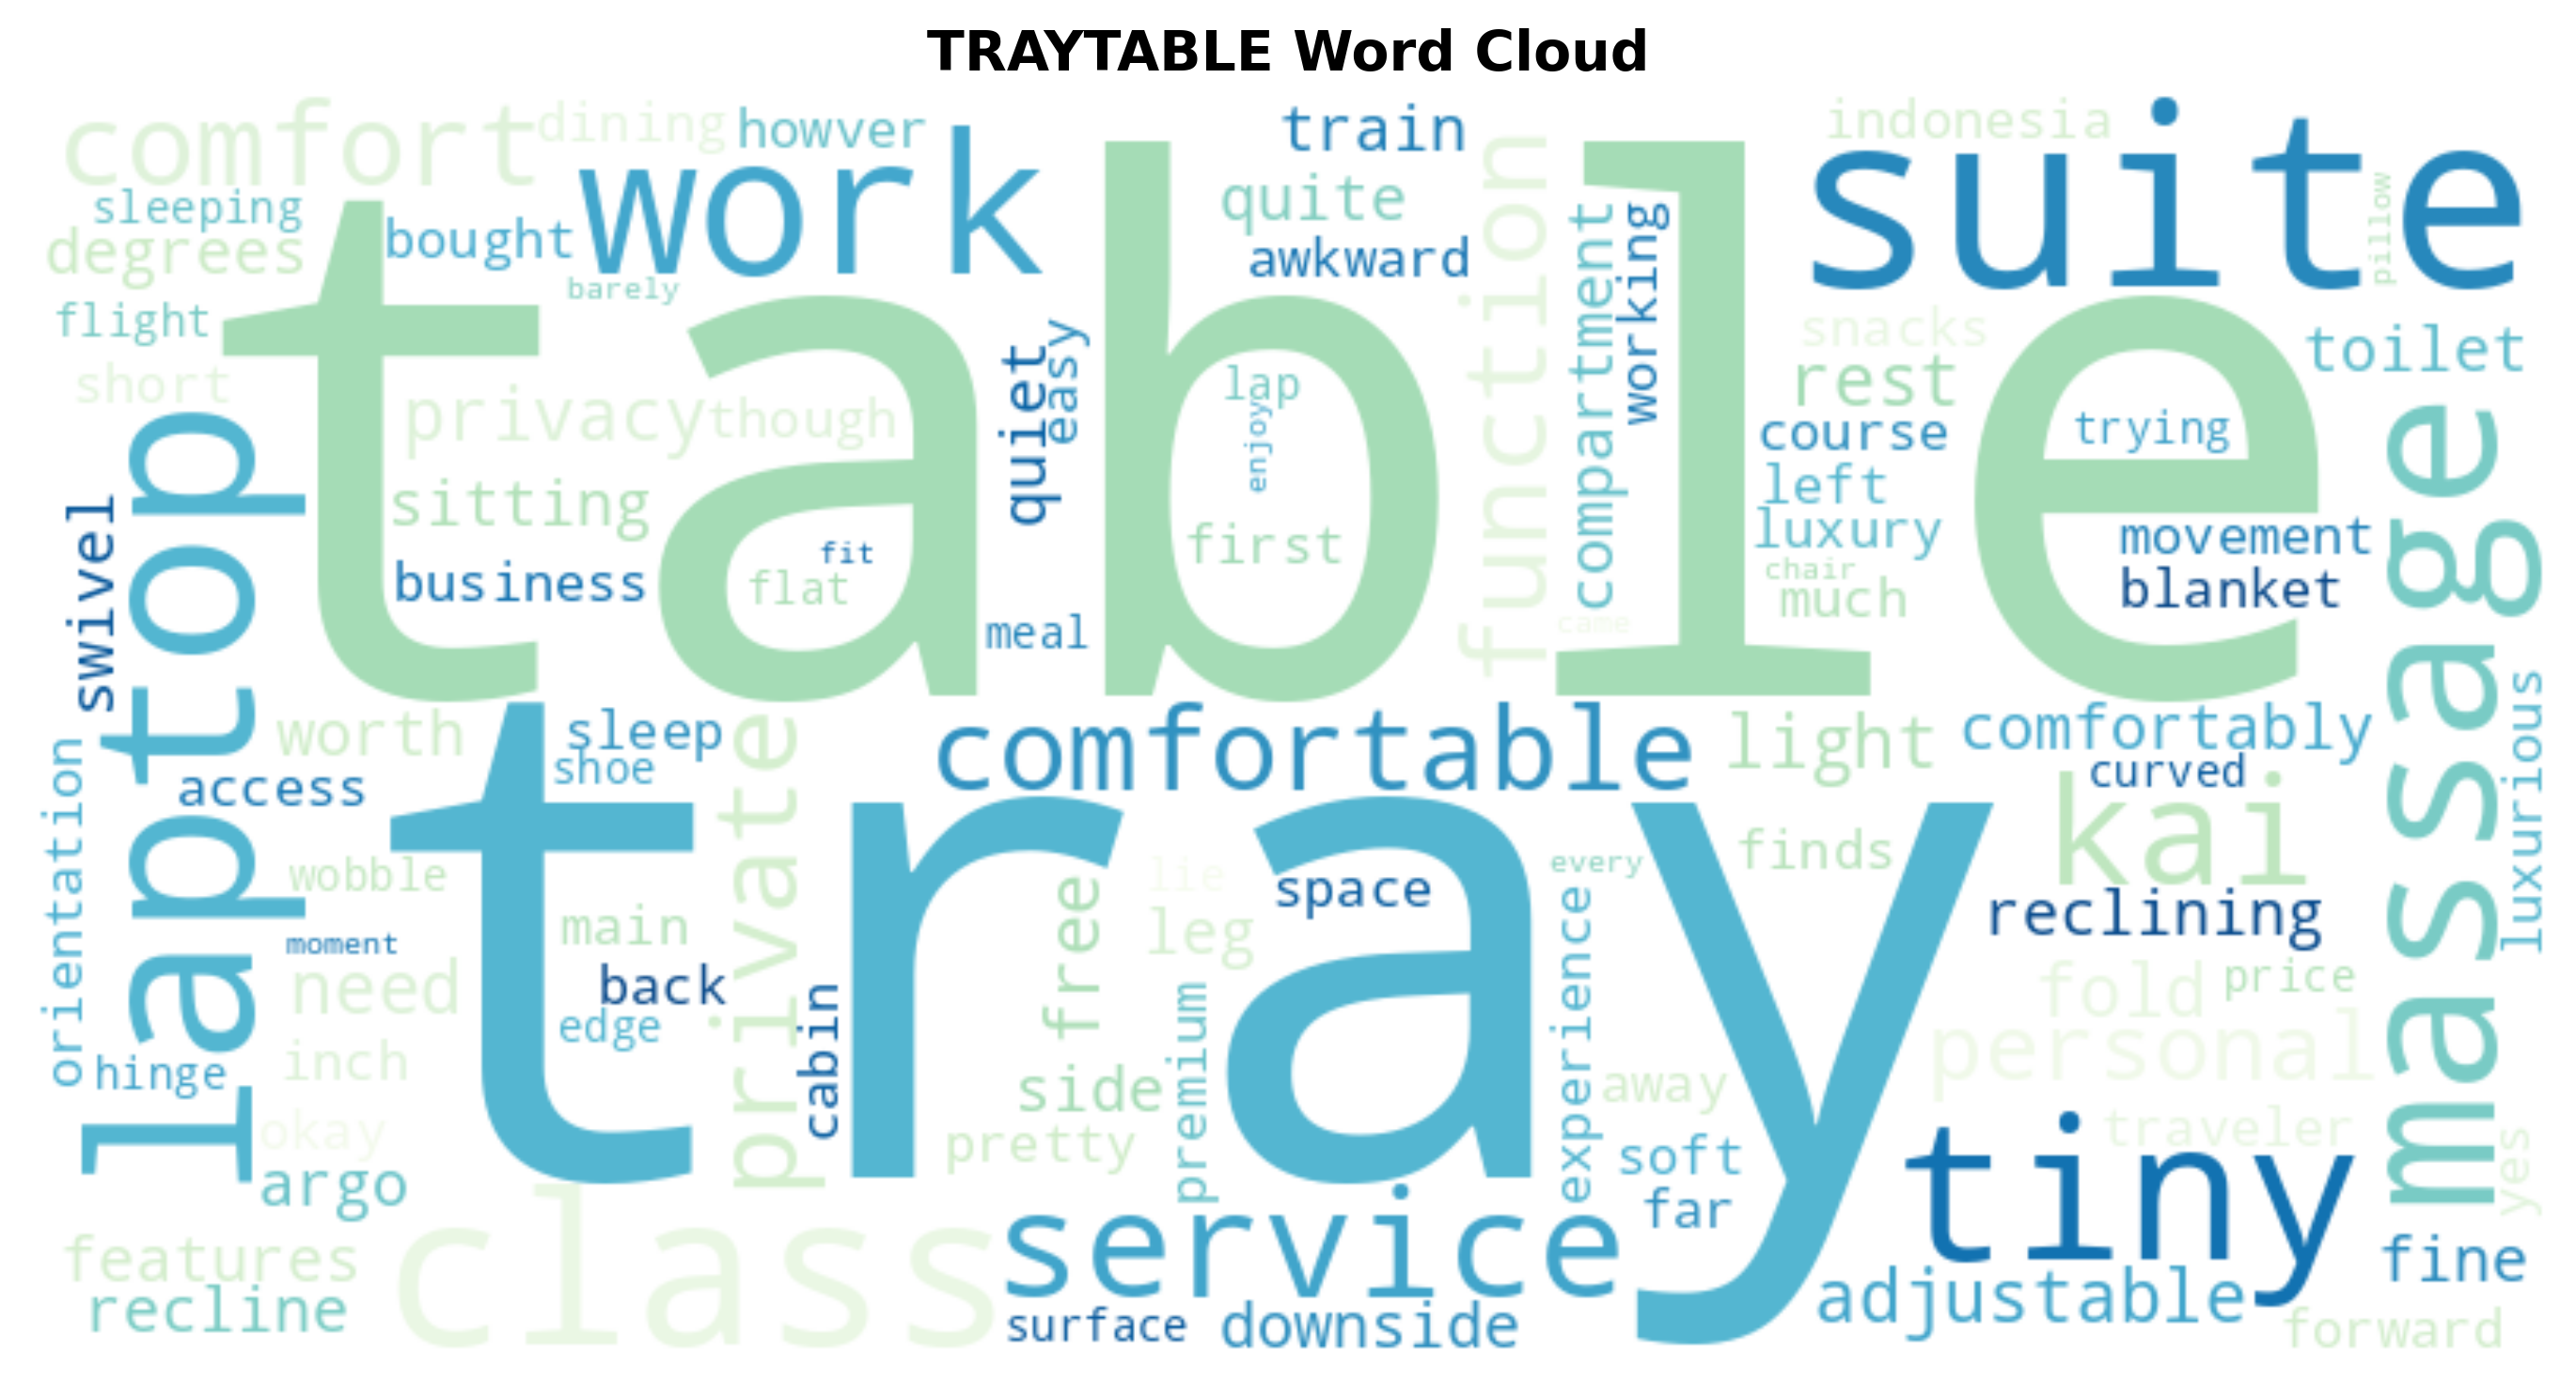 TRAYTABLE Word Cloud
comfort
dining
howver
train
indonesia
suite
work
sleeping
degrees
bought
barely
quite
awkward
function
compartment
working
pillow
flight
short
table
privacy
though
quiet
easy
lap
enjoy
snacks
rest
toilet
course
trying
left
luxury
sitting
fit
flat
first
business
meal
chair
much
came
movement
blanket
swivel
laptop
massage
luxurious
worth
sleep
shoe
private
comfortable
light
comfortably
curved
access
kai
orientation
tray
wobble
moment
main
back
edge
cabin
free
lie
leg
space
every
finds
reclining
need
inch
hinge
okay
argo
side
pretty
premium
experience
away
soft
far
fold
price
personal
traveler
tiny
yes
features
recline
class
service
surface
downside
adjustable
fine
forward